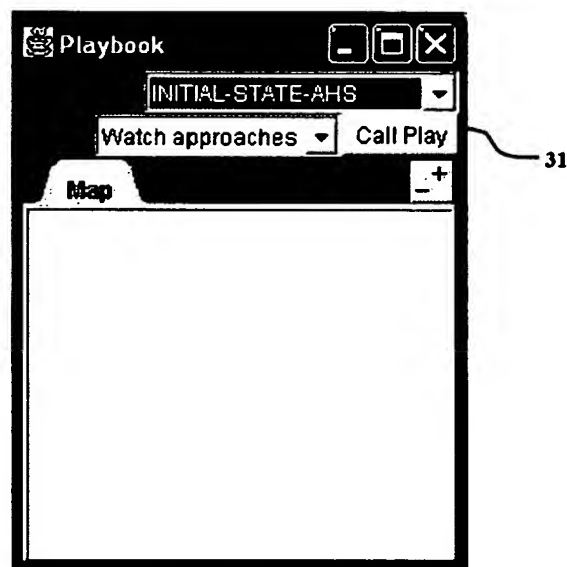 Playbook
INITIAL-STATE-AHS
Watch approaches Call Play
31
Map